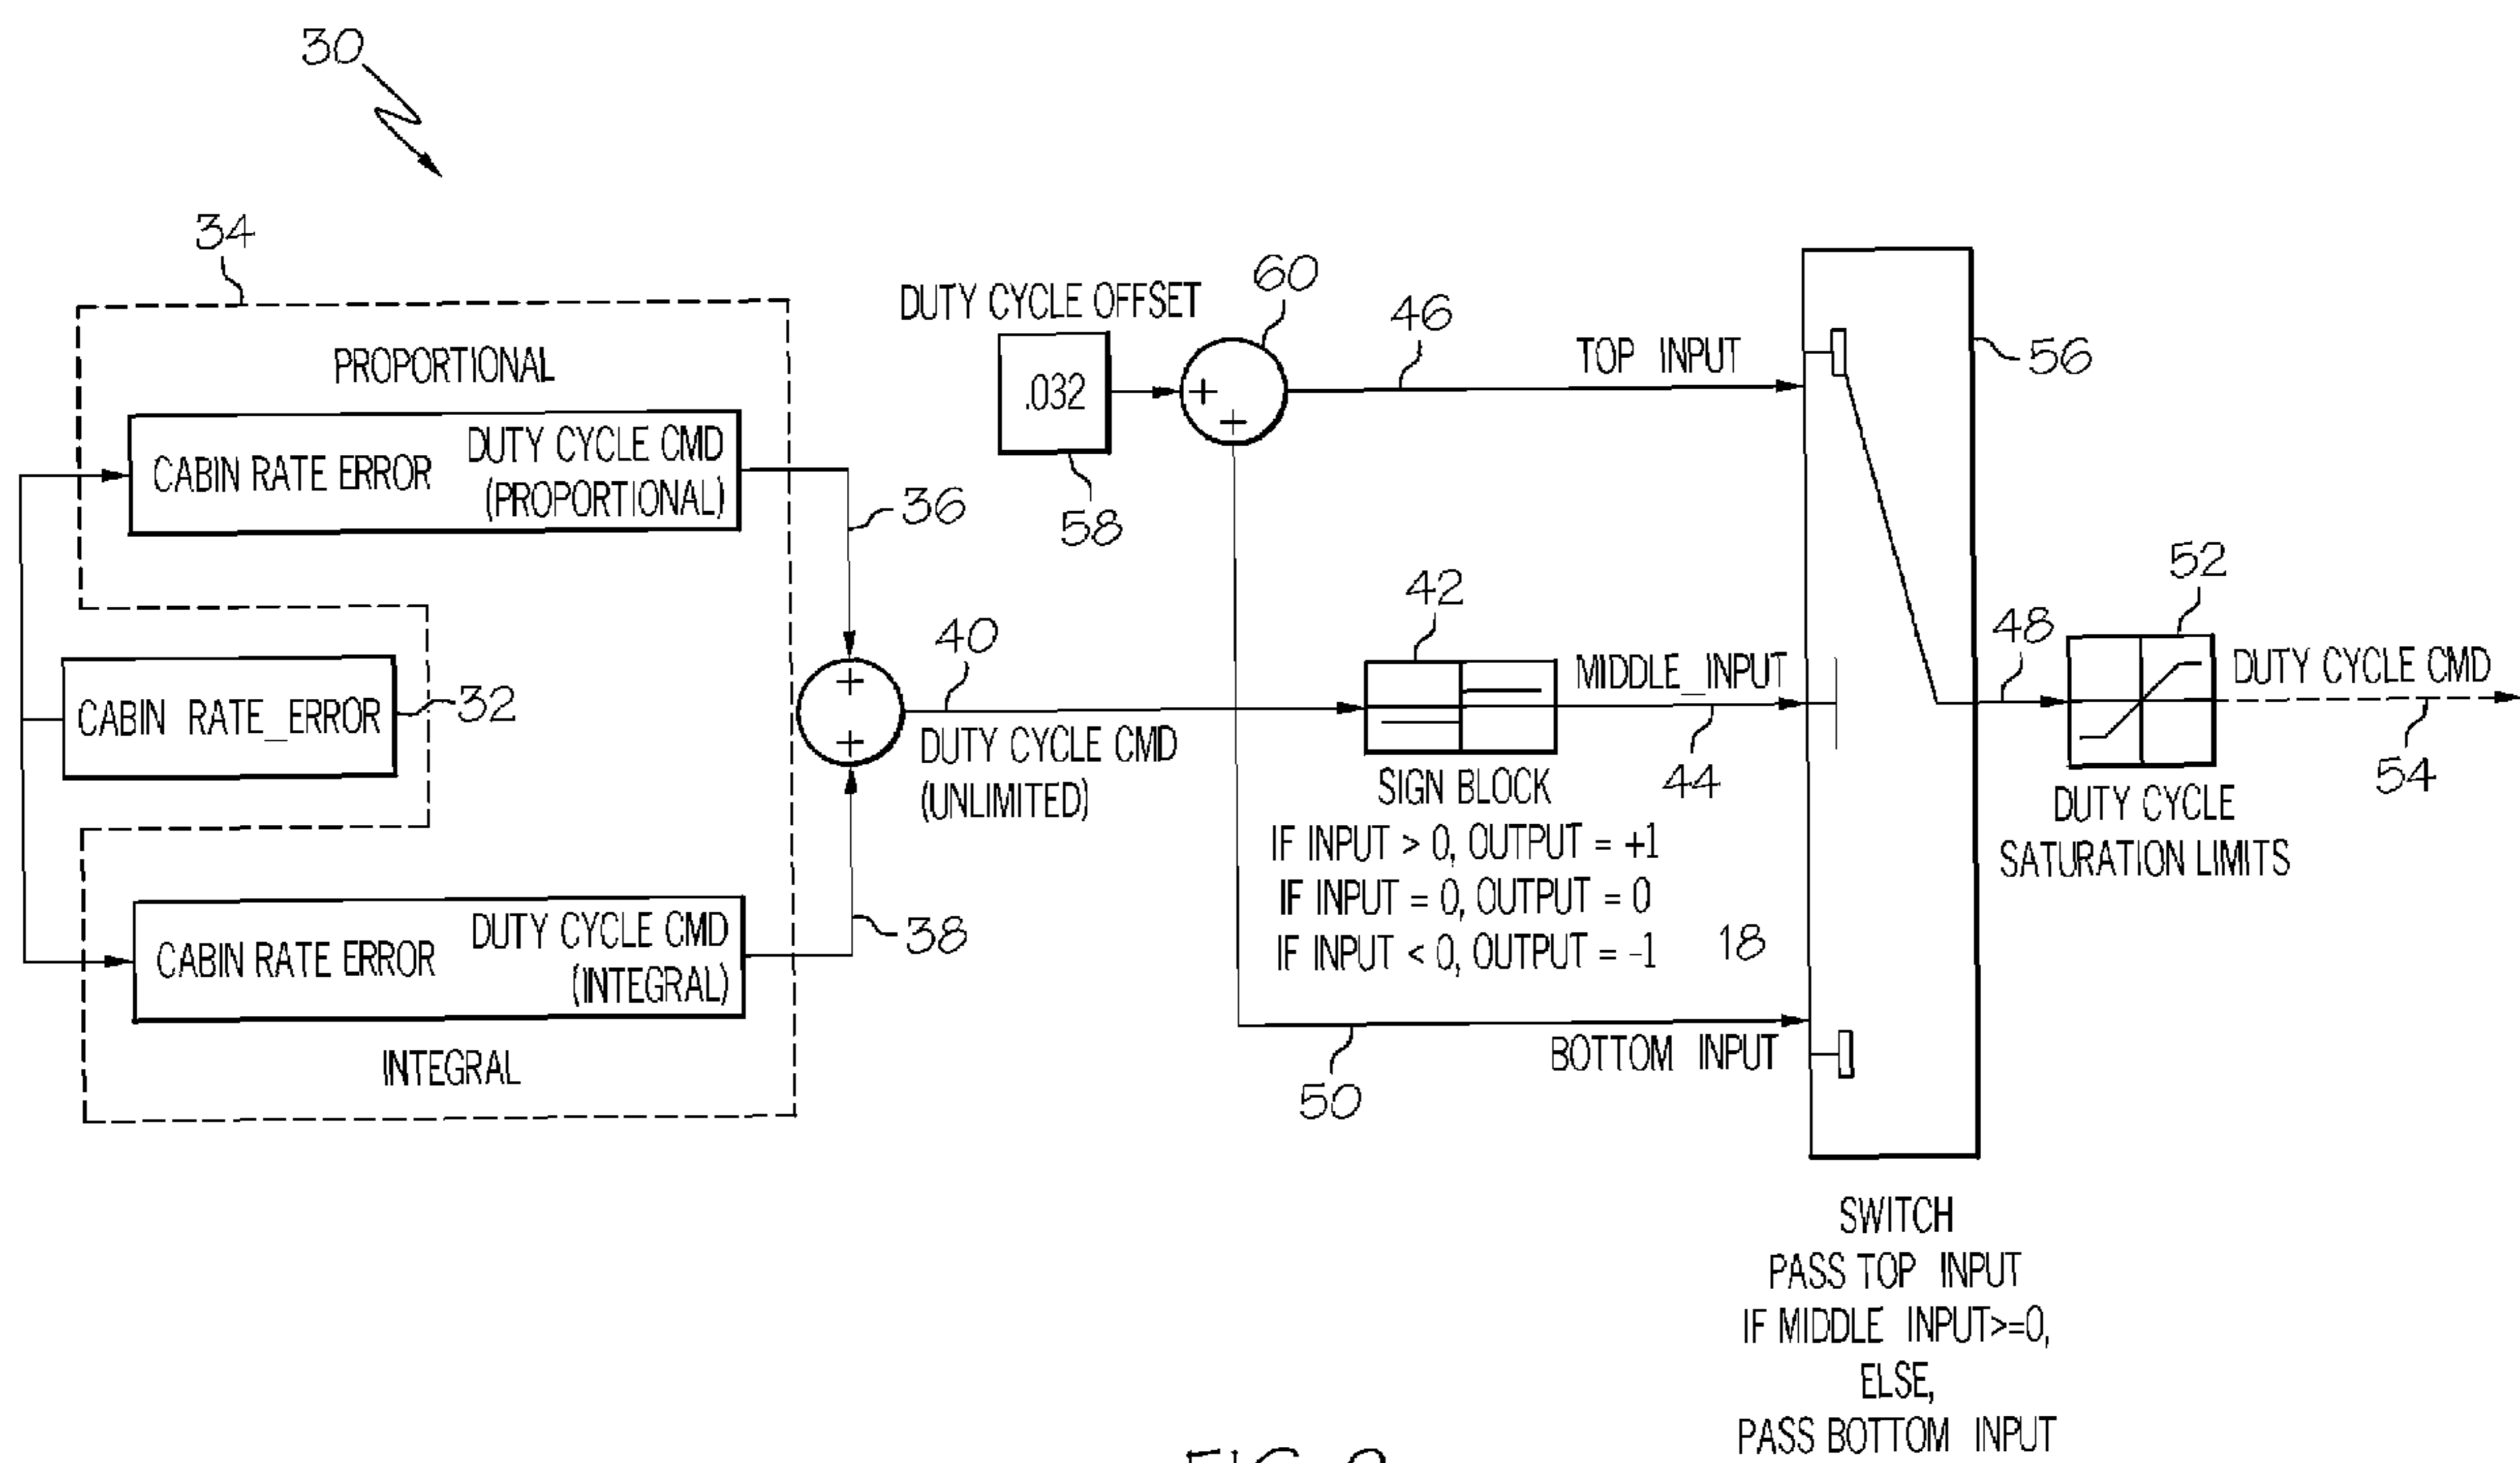 30
34
PROPORTIONAL
CABIN RATE ERROR
DUTY CYCLE CMD
(PROPORTIONAL)
36
CABIN RATE_ERROR
32
CABIN RATE ERROR
DUTY CYCLE CMD
(INTEGRAL)
38
INTEGRAL
+
+
40
DUTY CYCLE CMD
(UNLIMITED)
DUTY CYCLE OFFSET
.032
58
60
+
+
46
TOP INPUT
42
SIGN BLOCK
IF INPUT > 0, OUTPUT = +1
IF INPUT = 0, OUTPUT = 0
IF INPUT < 0, OUTPUT = -1
MIDDLE_INPUT
44
18
50
BOTTOM INPUT
56
SWITCH
PASS TOP INPUT
IF MIDDLE INPUT>=0,
ELSE,
PASS BOTTOM INPUT
48
52
DUTY CYCLE
SATURATION LIMITS
DUTY CYCLE CMD
54